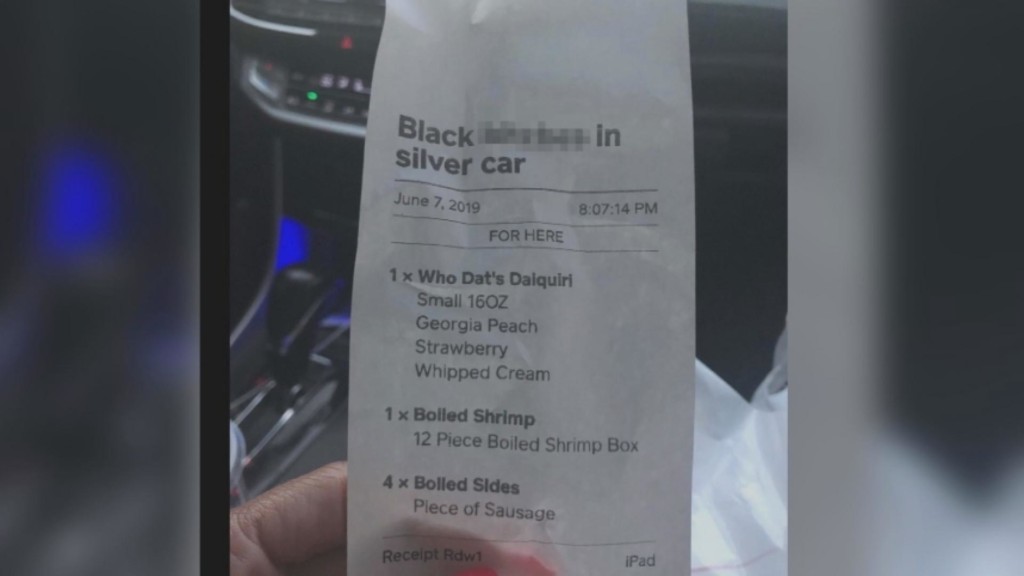 Black in
silver car
June 7, 2019 8:07:14 PM
FOR HERE
1 x Who Dat's Daiquiri
Small 16OZ
Georgia Peach
Strawberry
Whipped Cream
1 x Boiled Shrimp
12 Piece Boiled Shrimp Box
4 x Boiled Sides
Piece of Sausage
Receipt Rdw1 iPad